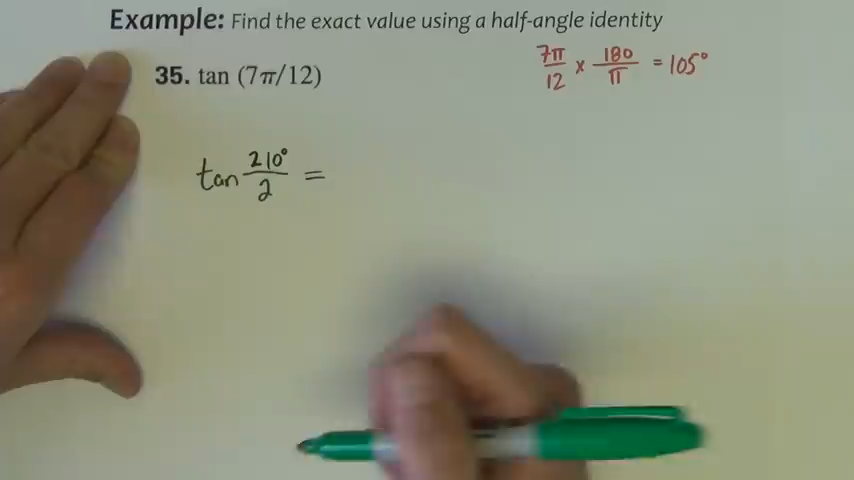 Example: Find the exact value using a half-angle identity
35. tan (7π/12)
7π/12 × 180/π = 105°
tan 210°/2 =